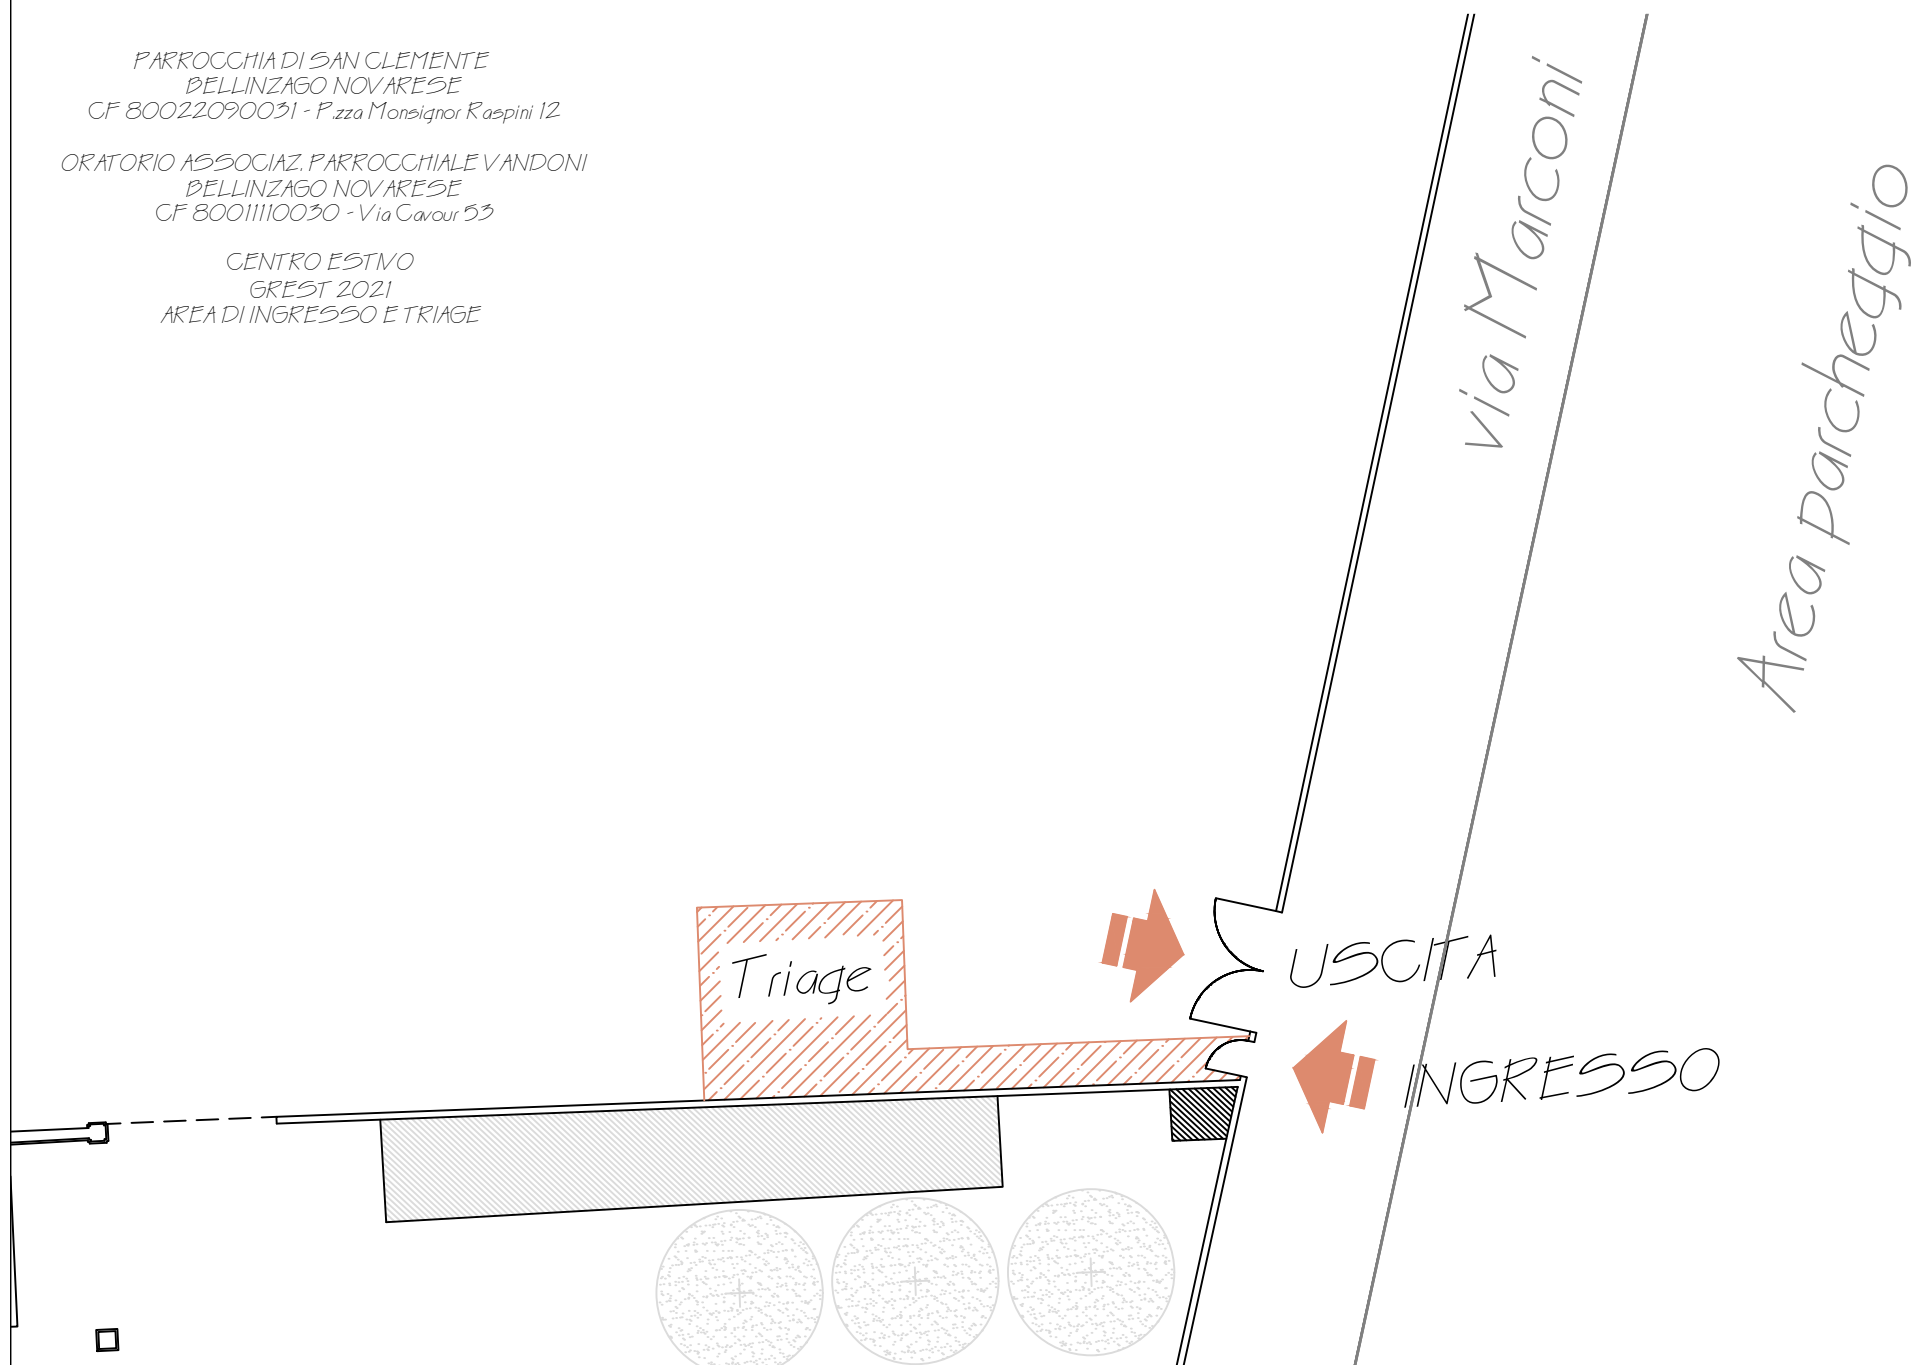 PARROCCHIA DI SAN CLEMENTE
BELLINZAGO NOVARESE
CF 80022090031 - P.zza Monsignor Raspini 12
ORATORIO ASSOCIAZ. PARROCCHIALE VANDONI
BELLINZAGO NOVARESE
CF 80011110030 - Via Cavour 53
CENTRO ESTIVO
GREST 2021
AREA DI INGRESSO E TRIAGE
via Marconi
Area parcheggio
Triage
USCITA
INGRESSO